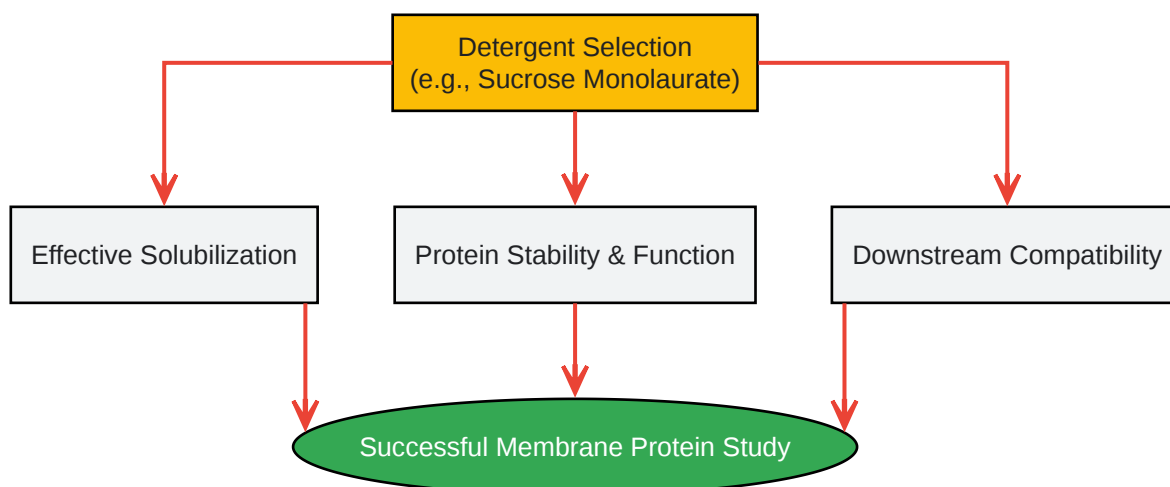 Detergent Selection
(e.g., Sucrose Monolaurate)
Effective Solubilization
Protein Stability & Function
Downstream Compatibility
Successful Membrane Protein Study